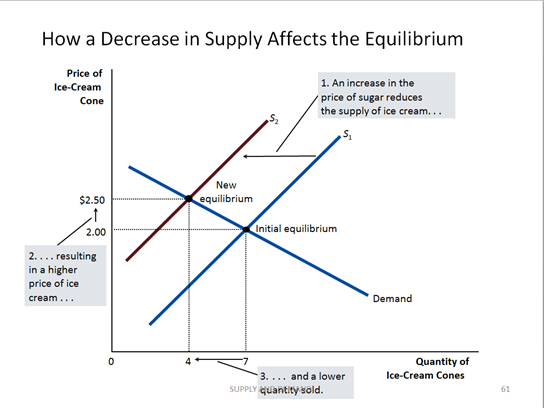 How a Decrease in Supply Affects the Equilibrium
Price of
Ice-Cream
Cone
1. An increase in the
price of sugar reduces
the supply of ice cream. . .
S2
S1
New
equilibrium
$2.50
Initial equilibrium
2.00
2. . . . resulting
in a higher
price of ice
cream . . .
Demand
0
4
7
Quantity of
Ice-Cream Cones
3. . . . and a lower
quantity sold.
61